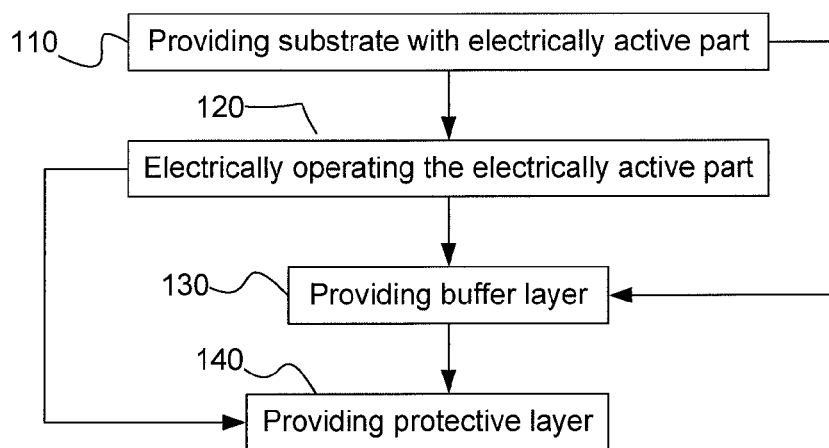 110
Providing substrate with electrically active part
120
Electrically operating the electrically active part
130
Providing buffer layer
140
Providing protective layer